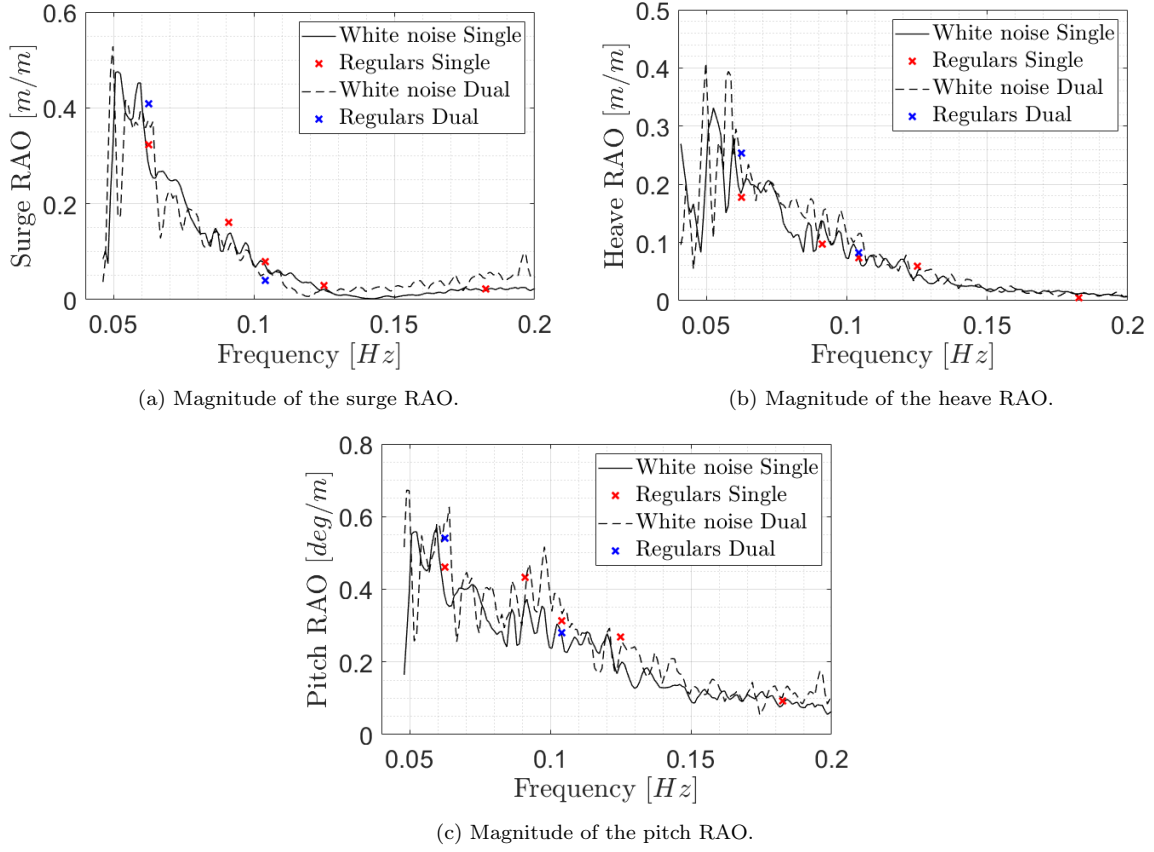 0.6
0.4
0.2
0
Surge RAO [m/m]
White noise Single
Regulars Single
White noise Dual
Regulars Dual
0.05 0.1 0.15 0.2
Frequency [Hz]
(a) Magnitude of the surge RAO.
0.5
0.4
0.3
0.2
0.1
0
Heave RAO [m/m]
White noise Single
Regulars Single
White noise Dual
Regulars Dual
0.05 0.1 0.15 0.2
Frequency [Hz]
(b) Magnitude of the heave RAO.
0.8
0.6
0.4
0.2
0
Pitch RAO [deg/m]
White noise Single
Regulars Single
White noise Dual
Regulars Dual
0.05 0.1 0.15 0.2
Frequency [Hz]
(c) Magnitude of the pitch RAO.